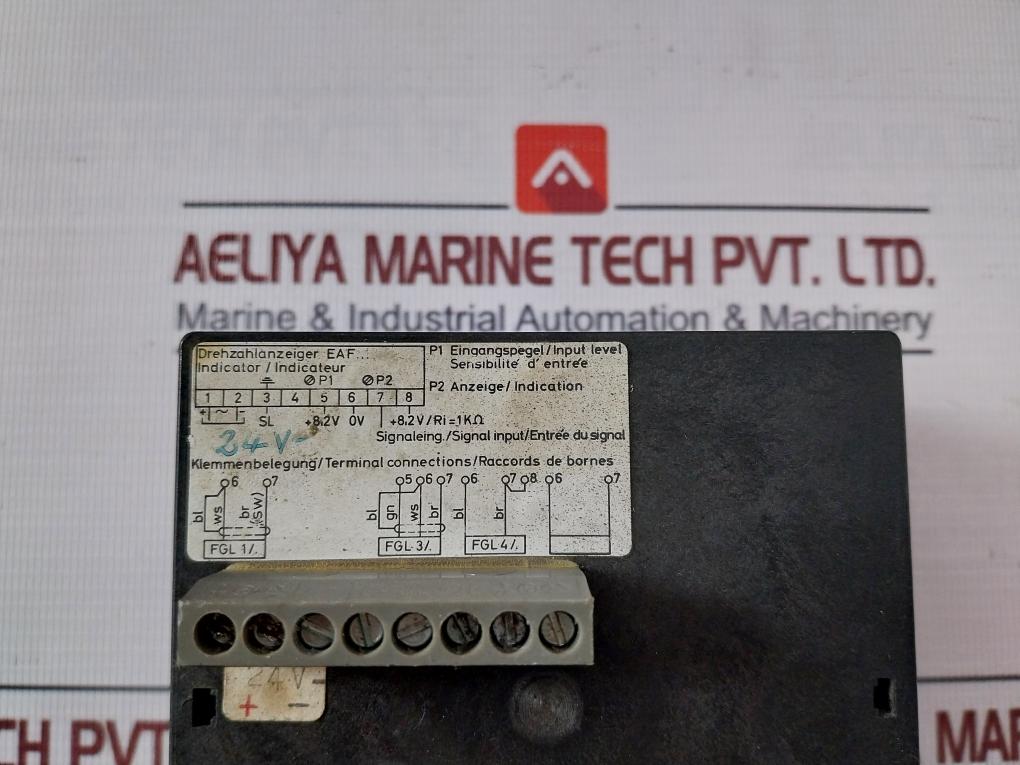 AELIYA MARINE TECH PVT. LTD.
Marine & Industrial Automation & Machinery
Drehzahlanzeiger EAF...
Indicator / Indicateur
P1 Eingangspegel / Input level
Sensibilité d'entrée
P2 Anzeige / Indication
⊘P1 ⊘P2
1 2 3 4 5 6 7 8
+ ~ − SL +8,2V 0V +8,2V/Ri=1KΩ
24V-
Signaleing./Signal input/Entrée du signal
Klemmenbelegung/Terminal connections/Raccords de bornes
6 7 5 6 7 6 7 8 6 7
bl ws br (SW) bl gn ws br bl br
FGL 1/. FGL 3/. FGL 4/.
24V-
+ −
CH PVT
MAR